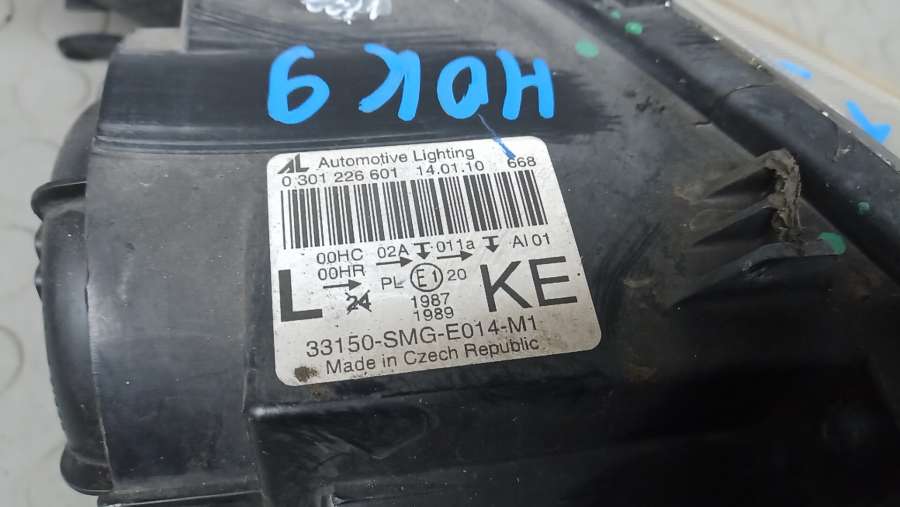 HOK9
AL Automotive Lighting
0 301 226 601 14.01.10 668
00HC 02A 011a AI 01
00HR PL E1 20
L 24 KE
1987
1989
33150-SMG-E014-M1
Made in Czech Republic